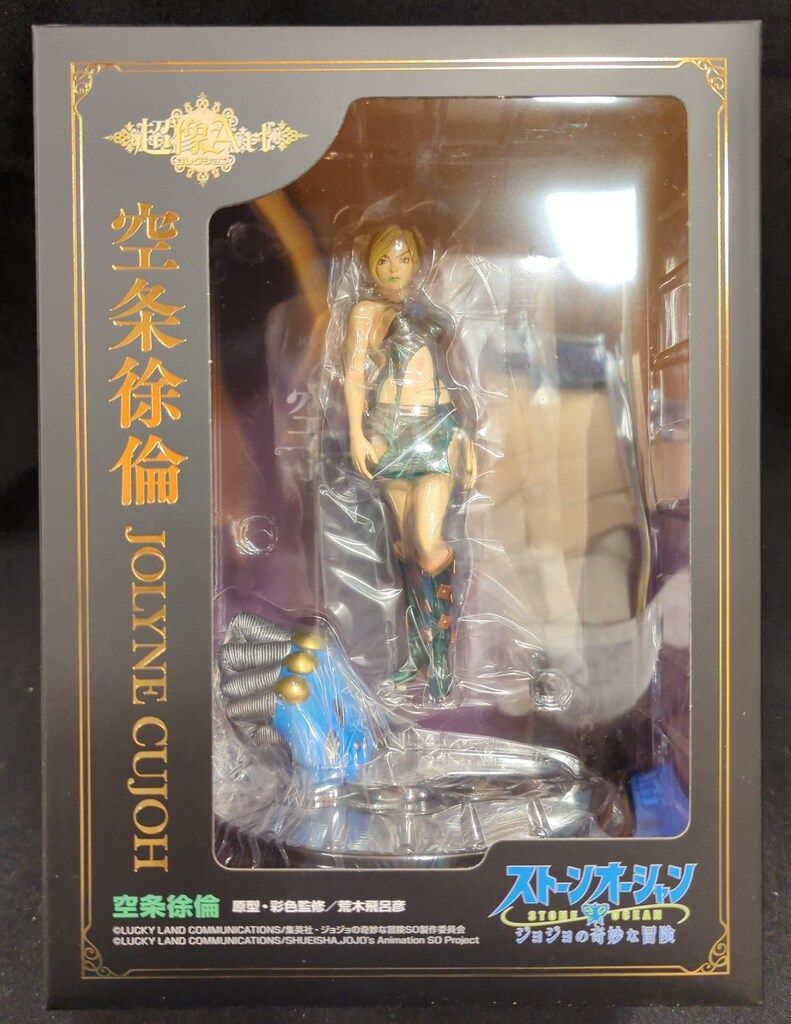 超像Art
コレクション
空条徐倫 JOLYNE CUJOH
空
空条徐倫 原型・彩色監修／荒木飛呂彦
©LUCKY LAND COMMUNICATIONS/集英社・ジョジョの奇妙な冒険SO製作委員会
©LUCKY LAND COMMUNICATIONS/SHUEISHA,JOJO's Animation SO Project
ストーンオーシャン
STONE OCEAN
ジョジョの奇妙な冒険